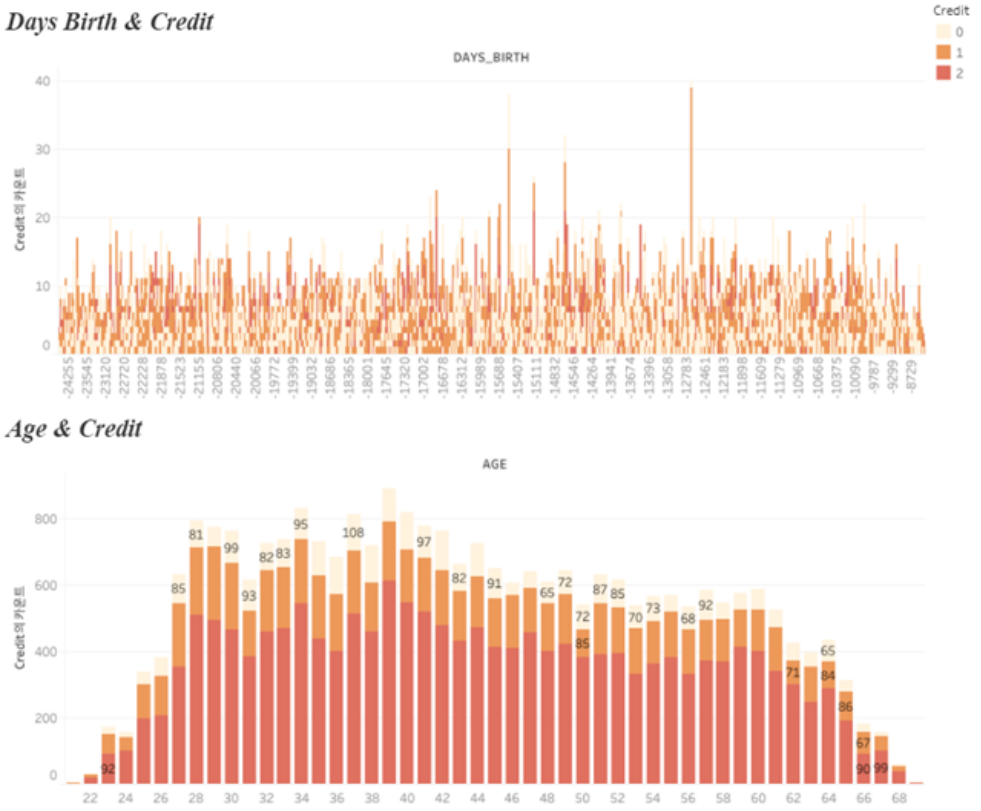 Days Birth & Credit
Credit
0
1
2
DAYS_BIRTH
Credit의 카운트
40
30
20
10
0
-24255 -23545 -23120 -22720 -22228 -21878 -21523 -21155 -20806 -20440 -20066 -19772 -19399 -19032 -18686 -18365 -18001 -17645 -17320 -17002 -16678 -16312 -15989 -15688 -15407 -15111 -14832 -14546 -14264 -13941 -13674 -13396 -13058 -12783 -12461 -12183 -11898 -11609 -11279 -10969 -10668 -10375 -10090 -9787 -9299 -8729
Age & Credit
AGE
Credit의 카운트
800
600
400
200
0
81 95 108 97
99 82 83 82
85 93 91 65 72 87 85 92
72 70 73 68
85 65
71 84
86
67
92 90 99
22 24 26 28 30 32 34 36 38 40 42 44 46 48 50 52 54 56 58 60 62 64 66 68